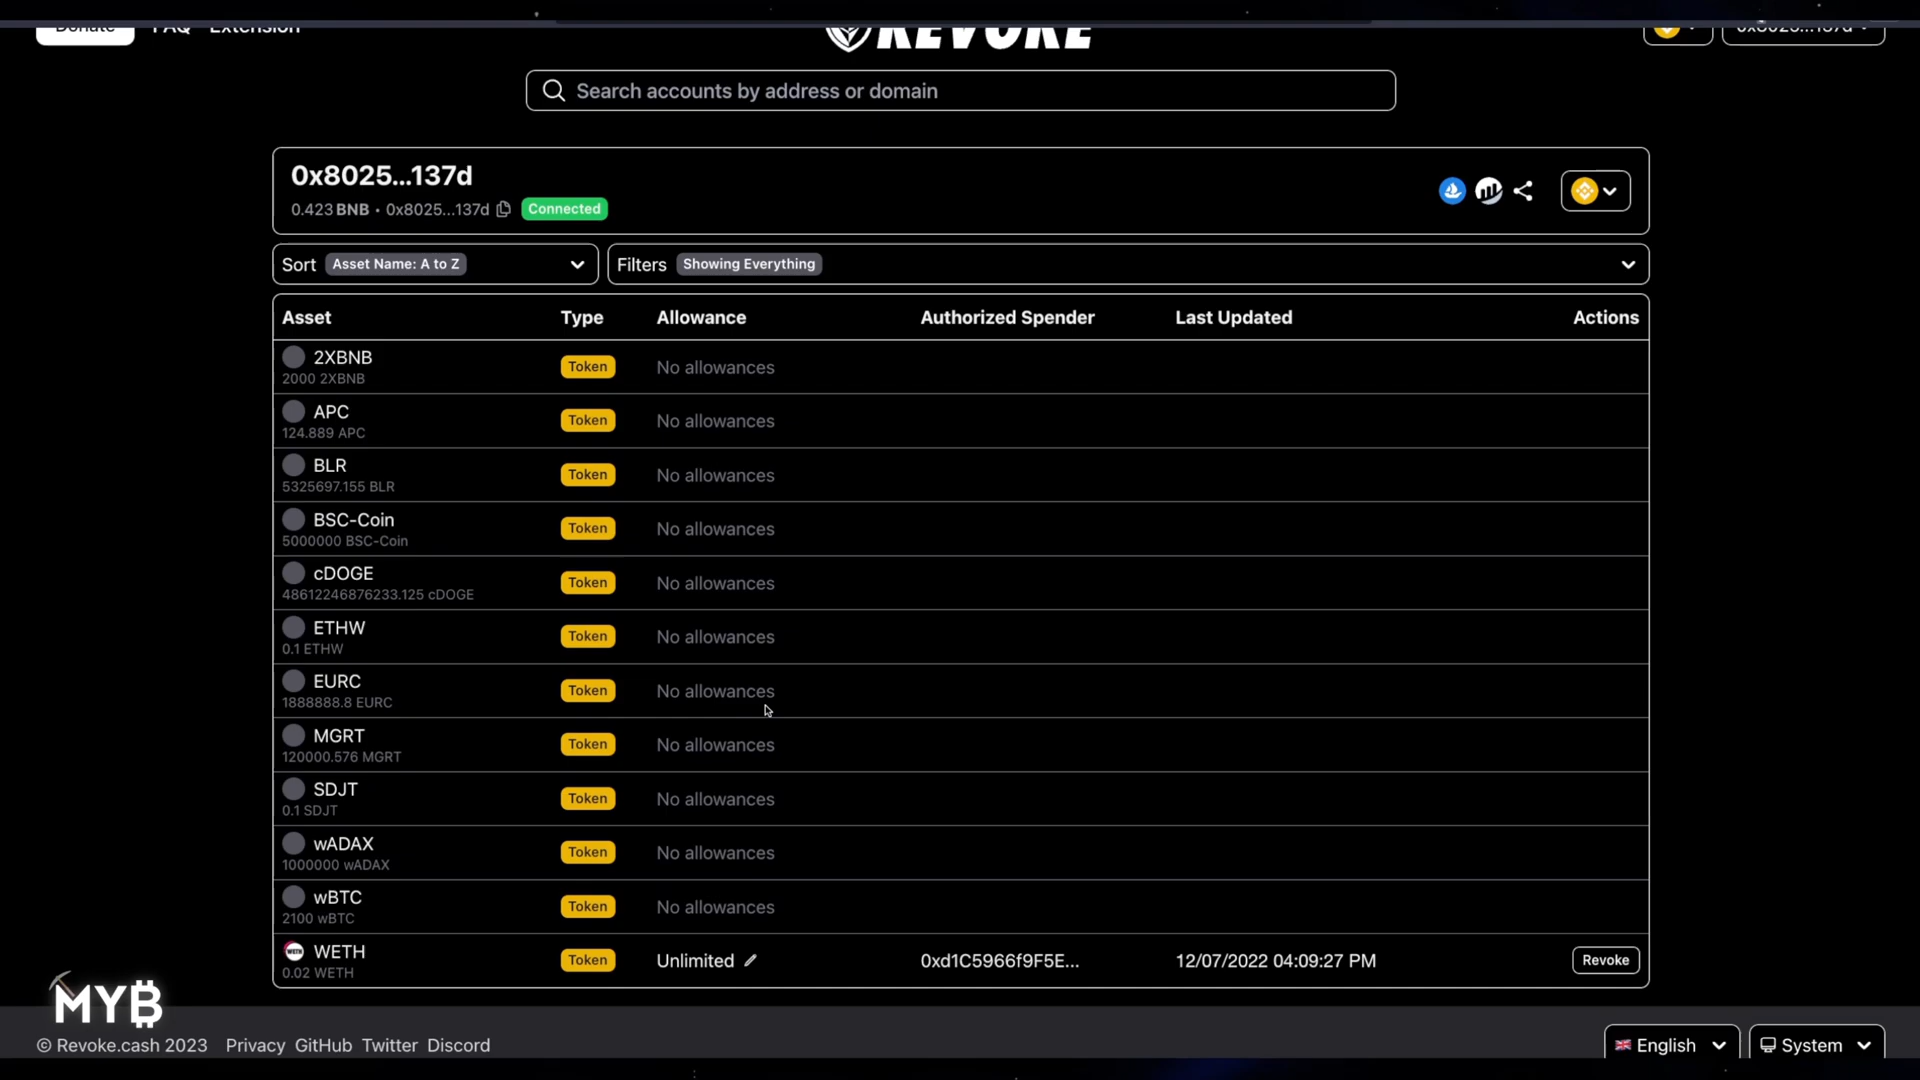 Donate FAQ Extension
REVOKE
0x8025...137d
Search accounts by address or domain
0x8025...137d
0.423 BNB • 0x8025...137d Connected
Sort Asset Name: A to Z Filters Showing Everything
Asset Type Allowance Authorized Spender Last Updated Actions
2XBNB
2000 2XBNB
Token No allowances
APC
124.889 APC
Token No allowances
BLR
5325697.155 BLR
Token No allowances
BSC-Coin
5000000 BSC-Coin
Token No allowances
cDOGE
48612246876233.125 cDOGE
Token No allowances
ETHW
0.1 ETHW
Token No allowances
EURC
1888888.8 EURC
Token No allowances
MGRT
120000.576 MGRT
Token No allowances
SDJT
0.1 SDJT
Token No allowances
wADAX
1000000 wADAX
Token No allowances
wBTC
2100 wBTC
Token No allowances
WETH
0.02 WETH
Token Unlimited 0xd1C5966f9F5E... 12/07/2022 04:09:27 PM Revoke
MYB
© Revoke.cash 2023 Privacy GitHub Twitter Discord English System